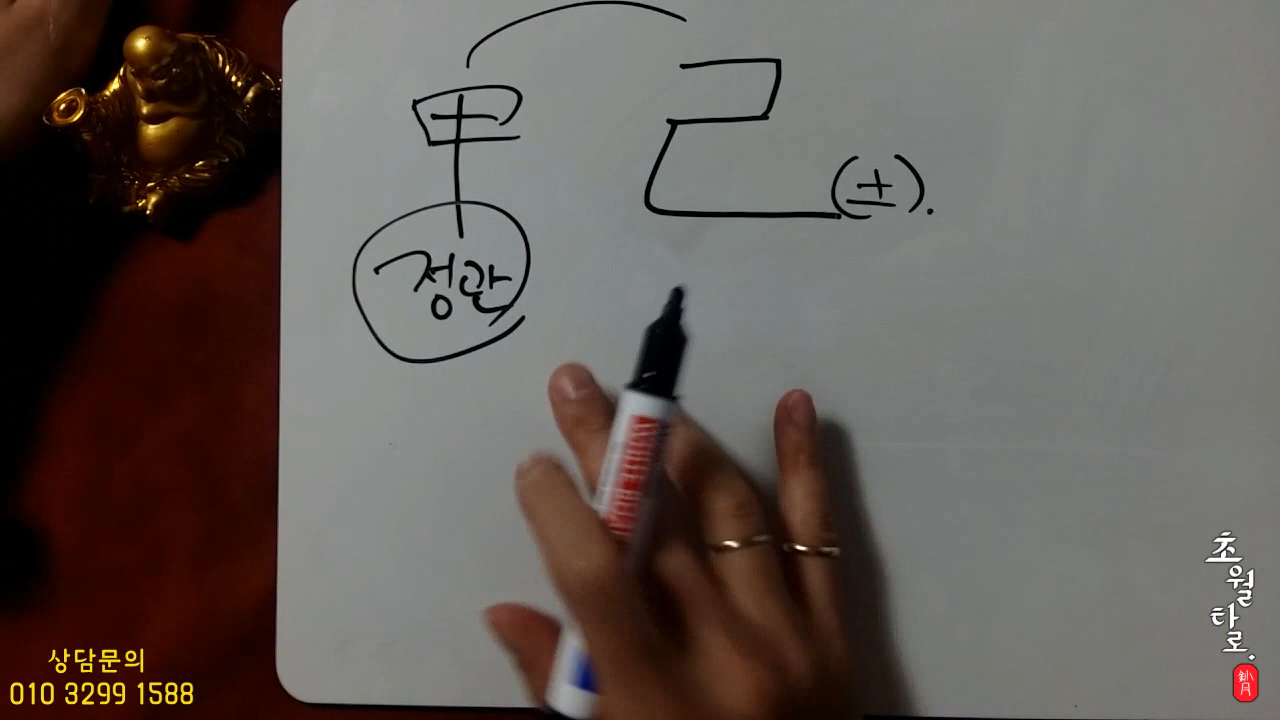 甲 己
(土).
정관
초월
타로.
상담문의
010 3299 1588